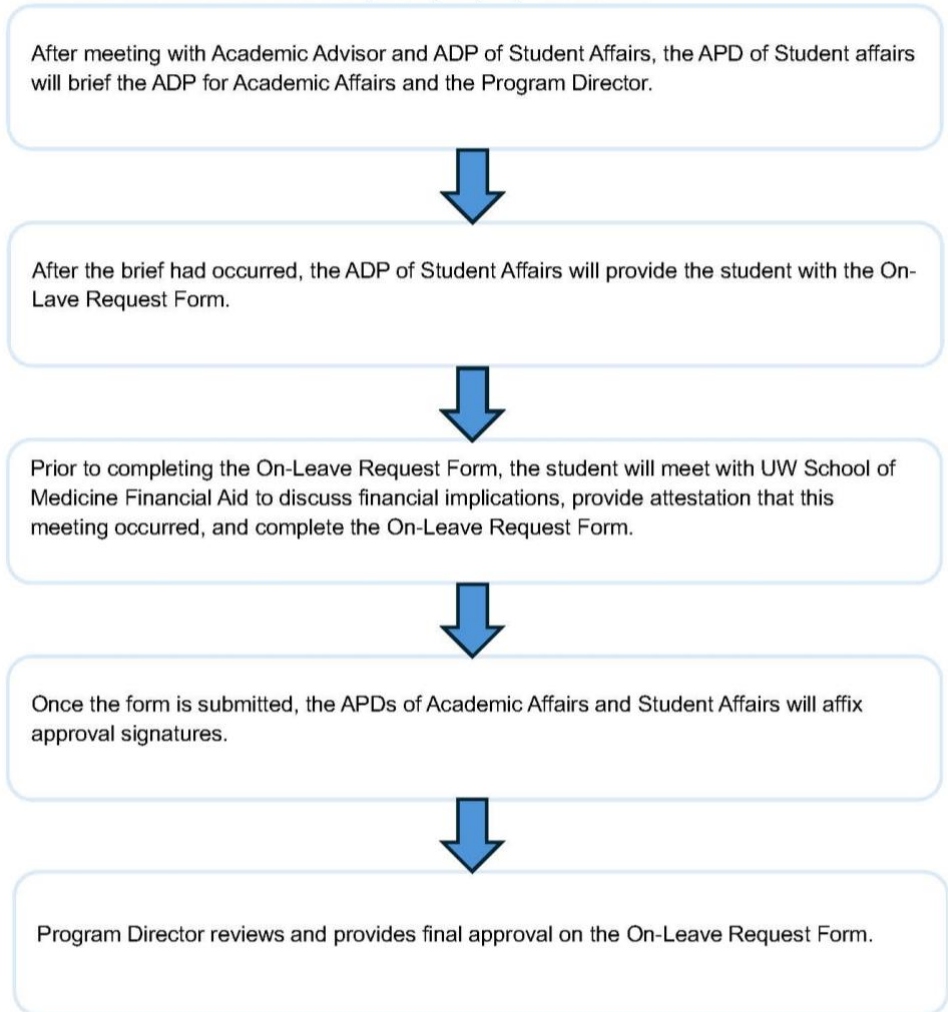 After meeting with Academic Advisor and ADP of Student Affairs, the APD of Student affairs
will brief the ADP for Academic Affairs and the Program Director.
After the brief had occurred, the ADP of Student Affairs will provide the student with the On-
Lave Request Form.
Prior to completing the On-Leave Request Form, the student will meet with UW School of
Medicine Financial Aid to discuss financial implications, provide attestation that this
meeting occurred, and complete the On-Leave Request Form.
Once the form is submitted, the APDs of Academic Affairs and Student Affairs will affix
approval signatures.
Program Director reviews and provides final approval on the On-Leave Request Form.